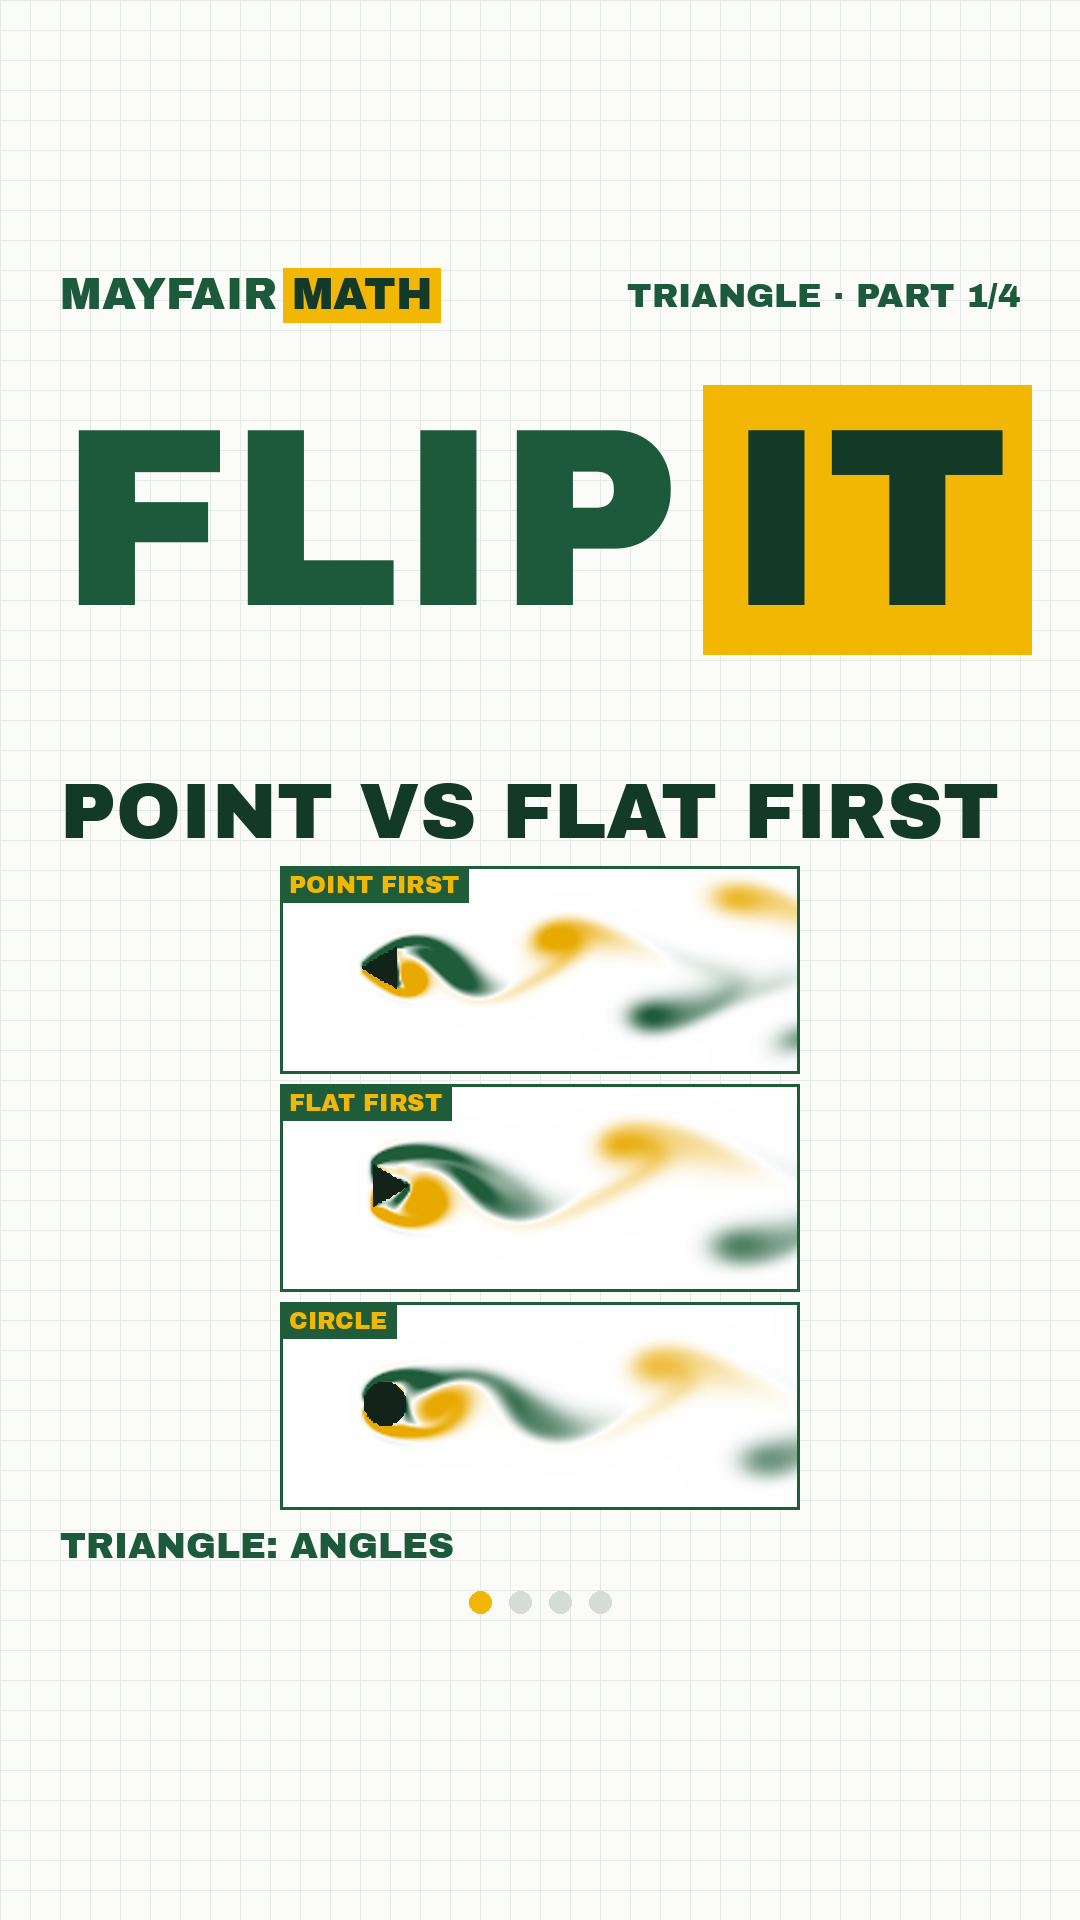 MAYFAIR MATH
TRIANGLE · PART 1/4
FLIP IT
POINT VS FLAT FIRST
POINT FIRST
FLAT FIRST
CIRCLE
TRIANGLE: ANGLES